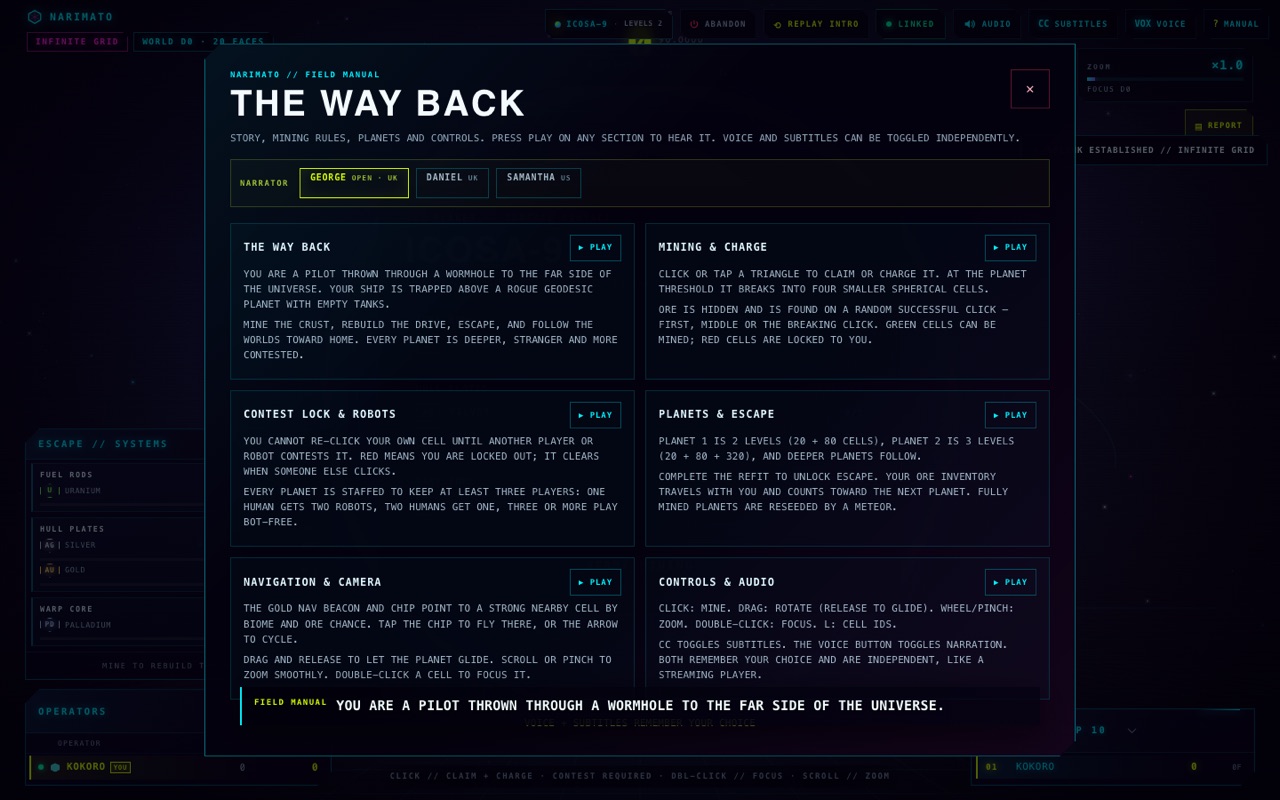 NARIMATO
ICOSA-9 · LEVELS 2
ABANDON
REPLAY INTRO
LINKED
AUDIO
CC SUBTITLES
VOX VOICE
? MANUAL
INFINITE GRID
WORLD D0 · 20 FACES
ZOOM
×1.0
FOCUS D0
REPORT
K ESTABLISHED // INFINITE GRID
NARIMATO // FIELD MANUAL
THE WAY BACK
×
STORY, MINING RULES, PLANETS AND CONTROLS. PRESS PLAY ON ANY SECTION TO HEAR IT. VOICE AND SUBTITLES CAN BE TOGGLED INDEPENDENTLY.
NARRATOR
GEORGE OPEN · UK
DANIEL UK
SAMANTHA US
THE WAY BACK
▶ PLAY
YOU ARE A PILOT THROWN THROUGH A WORMHOLE TO THE FAR SIDE OF
THE UNIVERSE. YOUR SHIP IS TRAPPED ABOVE A ROGUE GEODESIC
PLANET WITH EMPTY TANKS.
MINE THE CRUST, REBUILD THE DRIVE, ESCAPE, AND FOLLOW THE
WORLDS TOWARD HOME. EVERY PLANET IS DEEPER, STRANGER AND MORE
CONTESTED.
MINING & CHARGE
▶ PLAY
CLICK OR TAP A TRIANGLE TO CLAIM OR CHARGE IT. AT THE PLANET
THRESHOLD IT BREAKS INTO FOUR SMALLER SPHERICAL CELLS.
ORE IS HIDDEN AND IS FOUND ON A RANDOM SUCCESSFUL CLICK —
FIRST, MIDDLE OR THE BREAKING CLICK. GREEN CELLS CAN BE
MINED; RED CELLS ARE LOCKED TO YOU.
CONTEST LOCK & ROBOTS
▶ PLAY
YOU CANNOT RE-CLICK YOUR OWN CELL UNTIL ANOTHER PLAYER OR
ROBOT CONTESTS IT. RED MEANS YOU ARE LOCKED OUT; IT CLEARS
WHEN SOMEONE ELSE CLICKS.
EVERY PLANET IS STAFFED TO KEEP AT LEAST THREE PLAYERS: ONE
HUMAN GETS TWO ROBOTS, TWO HUMANS GET ONE, THREE OR MORE PLAY
BOT-FREE.
PLANETS & ESCAPE
▶ PLAY
PLANET 1 IS 2 LEVELS (20 + 80 CELLS), PLANET 2 IS 3 LEVELS
(20 + 80 + 320), AND DEEPER PLANETS FOLLOW.
COMPLETE THE REFIT TO UNLOCK ESCAPE. YOUR ORE INVENTORY
TRAVELS WITH YOU AND COUNTS TOWARD THE NEXT PLANET. FULLY
MINED PLANETS ARE RESEEDED BY A METEOR.
NAVIGATION & CAMERA
▶ PLAY
THE GOLD NAV BEACON AND CHIP POINT TO A STRONG NEARBY CELL BY
BIOME AND ORE CHANCE. TAP THE CHIP TO FLY THERE, OR THE ARROW
TO CYCLE.
DRAG AND RELEASE TO LET THE PLANET GLIDE. SCROLL OR PINCH TO
ZOOM SMOOTHLY. DOUBLE-CLICK A CELL TO FOCUS IT.
CONTROLS & AUDIO
▶ PLAY
CLICK: MINE. DRAG: ROTATE (RELEASE TO GLIDE). WHEEL/PINCH:
ZOOM. DOUBLE-CLICK: FOCUS. L: CELL IDS.
CC TOGGLES SUBTITLES. THE VOICE BUTTON TOGGLES NARRATION.
BOTH REMEMBER YOUR CHOICE AND ARE INDEPENDENT, LIKE A
STREAMING PLAYER.
FIELD MANUAL YOU ARE A PILOT THROWN THROUGH A WORMHOLE TO THE FAR SIDE OF THE UNIVERSE.
VOICE + SUBTITLES REMEMBER YOUR CHOICE
ESCAPE // SYSTEMS
FUEL RODS
U URANIUM
HULL PLATES
AG SILVER
AU GOLD
WARP CORE
PD PALLADIUM
MINE TO REBUILD T
OPERATORS
OPERATUR
KOKORO YOU 0 0
CLICK // CLAIM + CHARGE · CONTEST REQUIRED · DBL-CLICK // FOCUS · SCROLL // ZOOM
P 10
01 KOKORO 0 0P